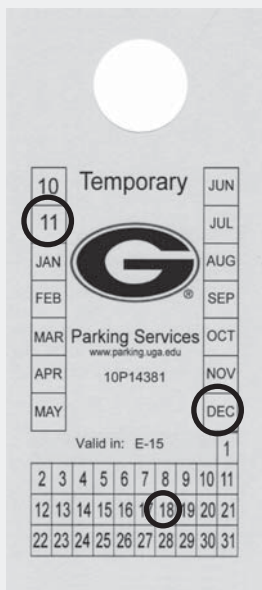 10 Temporary JUN
11 JUL
JAN G AUG
FEB ® SEP
MAR Parking Services OCT
www.parking.uga.edu
APR 10P14381 NOV
MAY DEC
Valid in: E-15 1
2 3 4 5 6 7 8 9 10 11
12 13 14 15 16 17 18 19 20 21
22 23 24 25 26 27 28 29 30 31